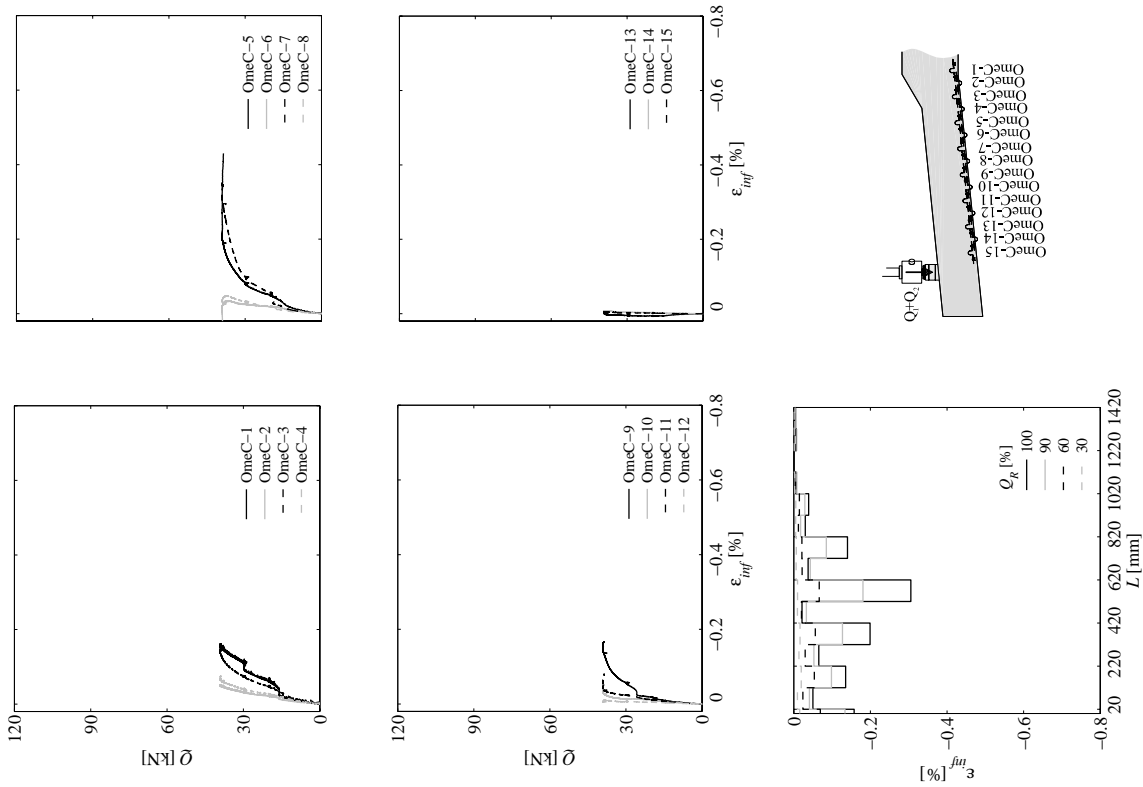 120
90
60
30
0
Q [kN]
OmeC−1
OmeC−2
OmeC−3
OmeC−4
OmeC−5
OmeC−6
OmeC−7
OmeC−8
120
90
60
30
0
Q [kN]
0
−0.2
−0.4
−0.6
−0.8
ε_inf [%]
OmeC−9
OmeC−10
OmeC−11
OmeC−12
0
−0.2
−0.4
−0.6
−0.8
ε_inf [%]
OmeC−13
OmeC−14
OmeC−15
0
−0.2
−0.4
−0.6
−0.8
ε_inf [%]
20
220
420
620
820
1020
1220
1420
L [mm]
Q_R [%]
100
90
60
30
Q₁+Q₂
OmeC-15
OmeC-14
OmeC-13
OmeC-12
OmeC-11
OmeC-10
OmeC-9
OmeC-8
OmeC-7
OmeC-6
OmeC-5
OmeC-4
OmeC-3
OmeC-2
OmeC-1